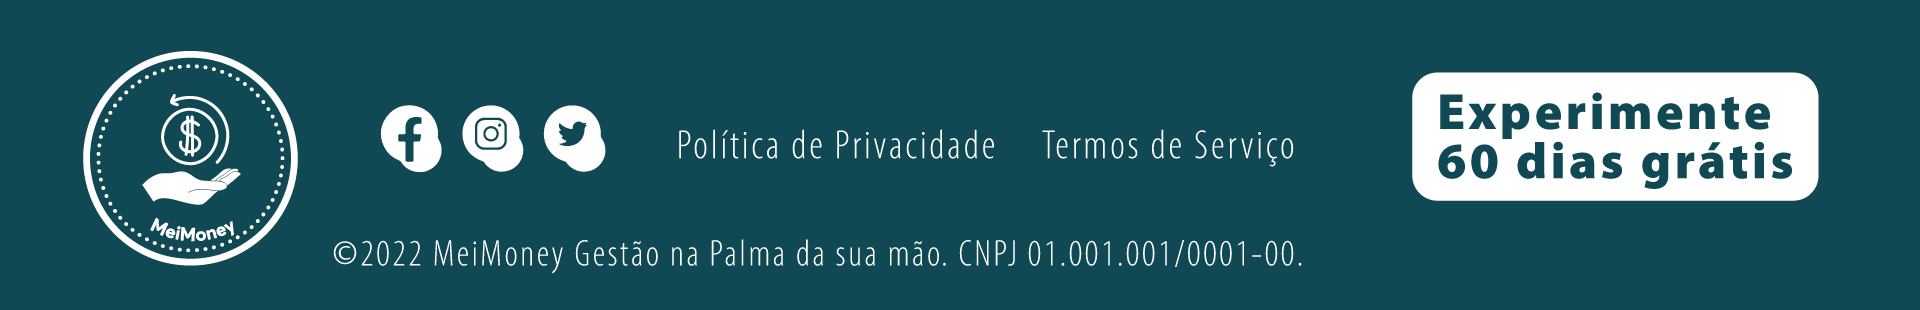 MeiMoney
Política de Privacidade
Termos de Serviço
Experimente
60 dias grátis
©2022 MeiMoney Gestão na Palma da sua mão. CNPJ 01.001.001/0001-00.